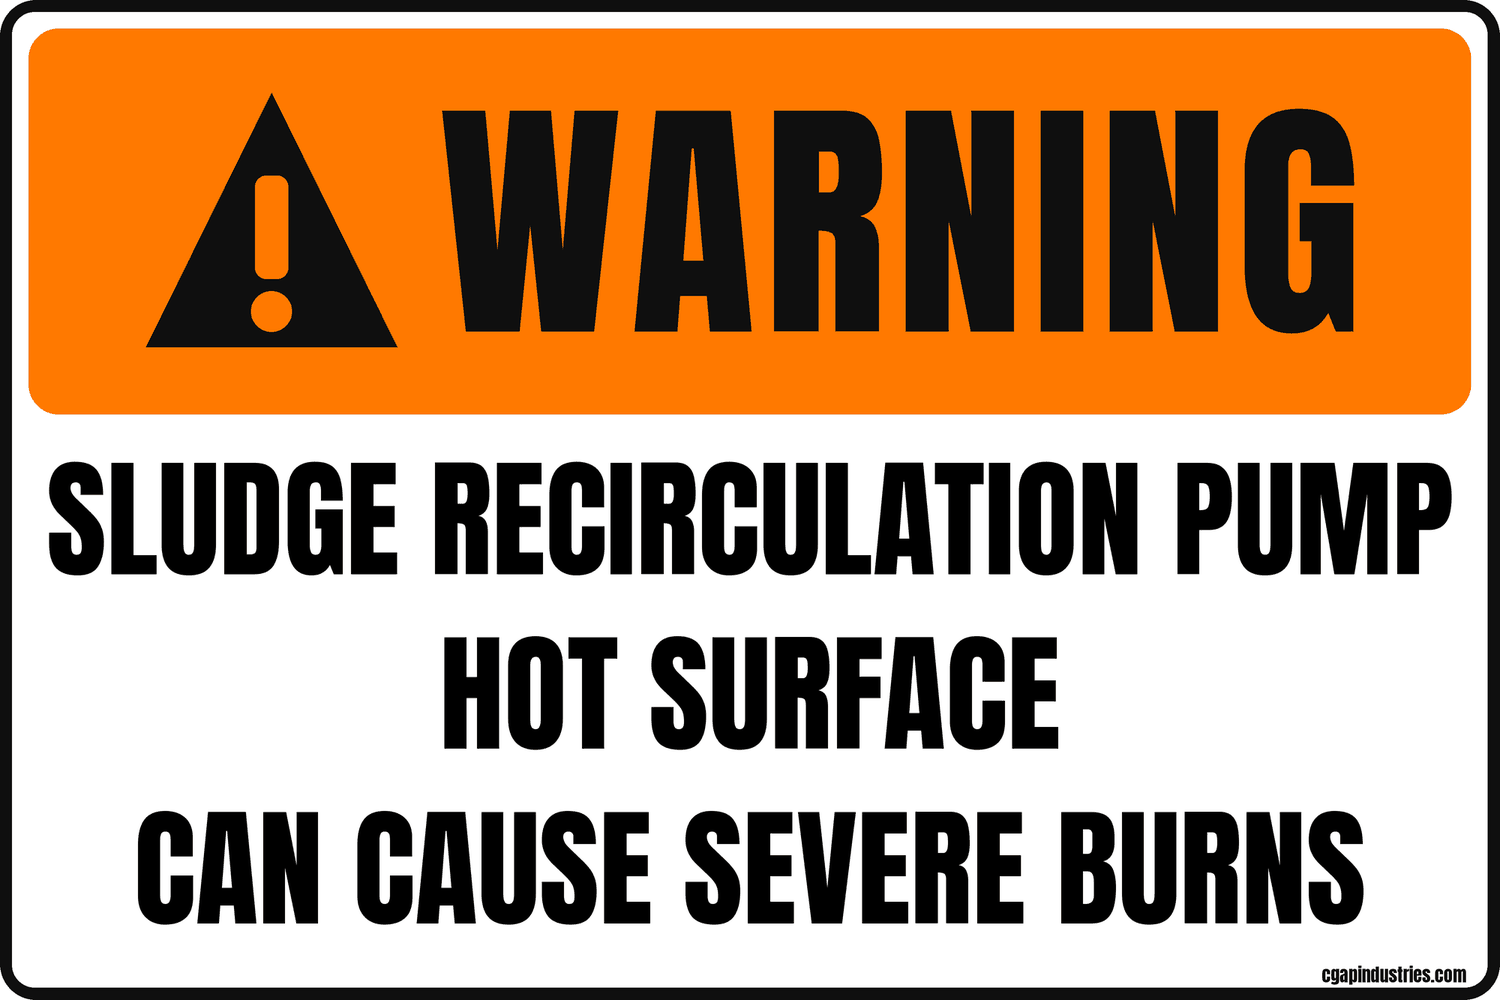 WARNING
SLUDGE RECIRCULATION PUMP
HOT SURFACE
CAN CAUSE SEVERE BURNS
cgapindustries.com